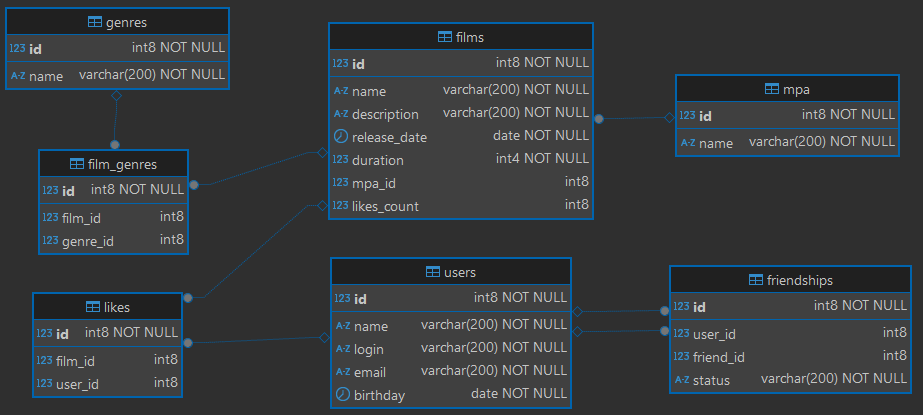 genres
123 id int8 NOT NULL
A-Z name varchar(200) NOT NULL
films
123 id int8 NOT NULL
A-Z name varchar(200) NOT NULL
A-Z description varchar(200) NOT NULL
release_date date NOT NULL
123 duration int4 NOT NULL
123 mpa_id int8
123 likes_count int8
mpa
123 id int8 NOT NULL
A-Z name varchar(200) NOT NULL
film_genres
123 id int8 NOT NULL
123 film_id int8
123 genre_id int8
likes
123 id int8 NOT NULL
123 film_id int8
123 user_id int8
users
123 id int8 NOT NULL
A-Z name varchar(200) NOT NULL
A-Z login varchar(200) NOT NULL
A-Z email varchar(200) NOT NULL
birthday date NOT NULL
friendships
123 id int8 NOT NULL
123 user_id int8
123 friend_id int8
A-Z status varchar(200) NOT NULL